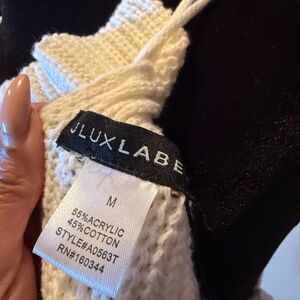 JLUXLABE
M
55%ACRYLIC
45%COTTON
STYLE#A0563T
RN#160344